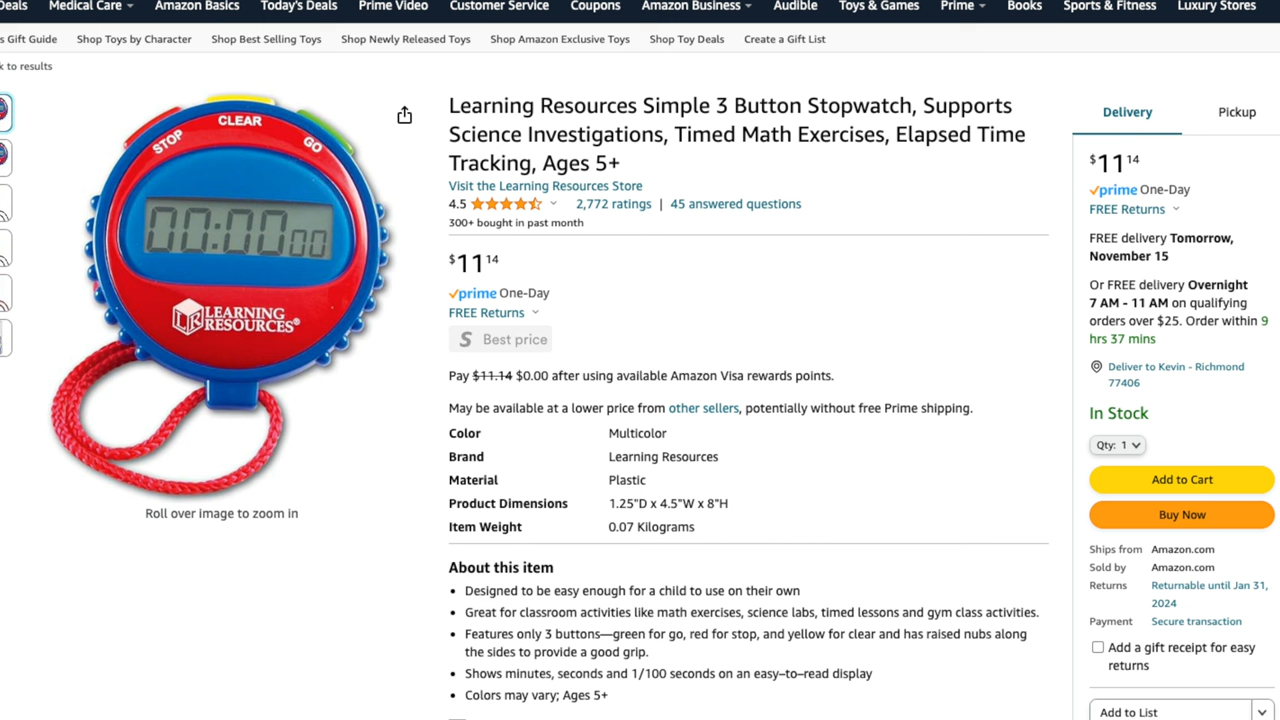 Deals Medical Care Amazon Basics Today's Deals Prime Video Customer Service Coupons Amazon Business Audible Toys & Games Prime Books Sports & Fitness Luxury Stores
s Gift Guide Shop Toys by Character Shop Best Selling Toys Shop Newly Released Toys Shop Amazon Exclusive Toys Shop Toy Deals Create a Gift List
k to results
STOP CLEAR GO
00:00 00
LEARNING
RESOURCES®
LR
Roll over image to zoom in
Learning Resources Simple 3 Button Stopwatch, Supports
Science Investigations, Timed Math Exercises, Elapsed Time
Tracking, Ages 5+
Visit the Learning Resources Store
4.5 2,772 ratings | 45 answered questions
300+ bought in past month
$11 14
prime One-Day
FREE Returns
S Best price
Pay $11.14 $0.00 after using available Amazon Visa rewards points.
May be available at a lower price from other sellers, potentially without free Prime shipping.
Color Multicolor
Brand Learning Resources
Material Plastic
Product Dimensions 1.25"D x 4.5"W x 8"H
Item Weight 0.07 Kilograms
About this item
• Designed to be easy enough for a child to use on their own
• Great for classroom activities like math exercises, science labs, timed lessons and gym class activities.
• Features only 3 buttons—green for go, red for stop, and yellow for clear and has raised nubs along
the sides to provide a good grip.
• Shows minutes, seconds and 1/100 seconds on an easy–to–read display
• Colors may vary; Ages 5+
Delivery Pickup
$11 14
prime One-Day
FREE Returns
FREE delivery Tomorrow,
November 15
Or FREE delivery Overnight
7 AM - 11 AM on qualifying
orders over $25. Order within 9
hrs 37 mins
Deliver to Kevin - Richmond
77406
In Stock
Qty: 1
Add to Cart
Buy Now
Ships from Amazon.com
Sold by Amazon.com
Returns Returnable until Jan 31,
2024
Payment Secure transaction
Add a gift receipt for easy
returns
Add to List